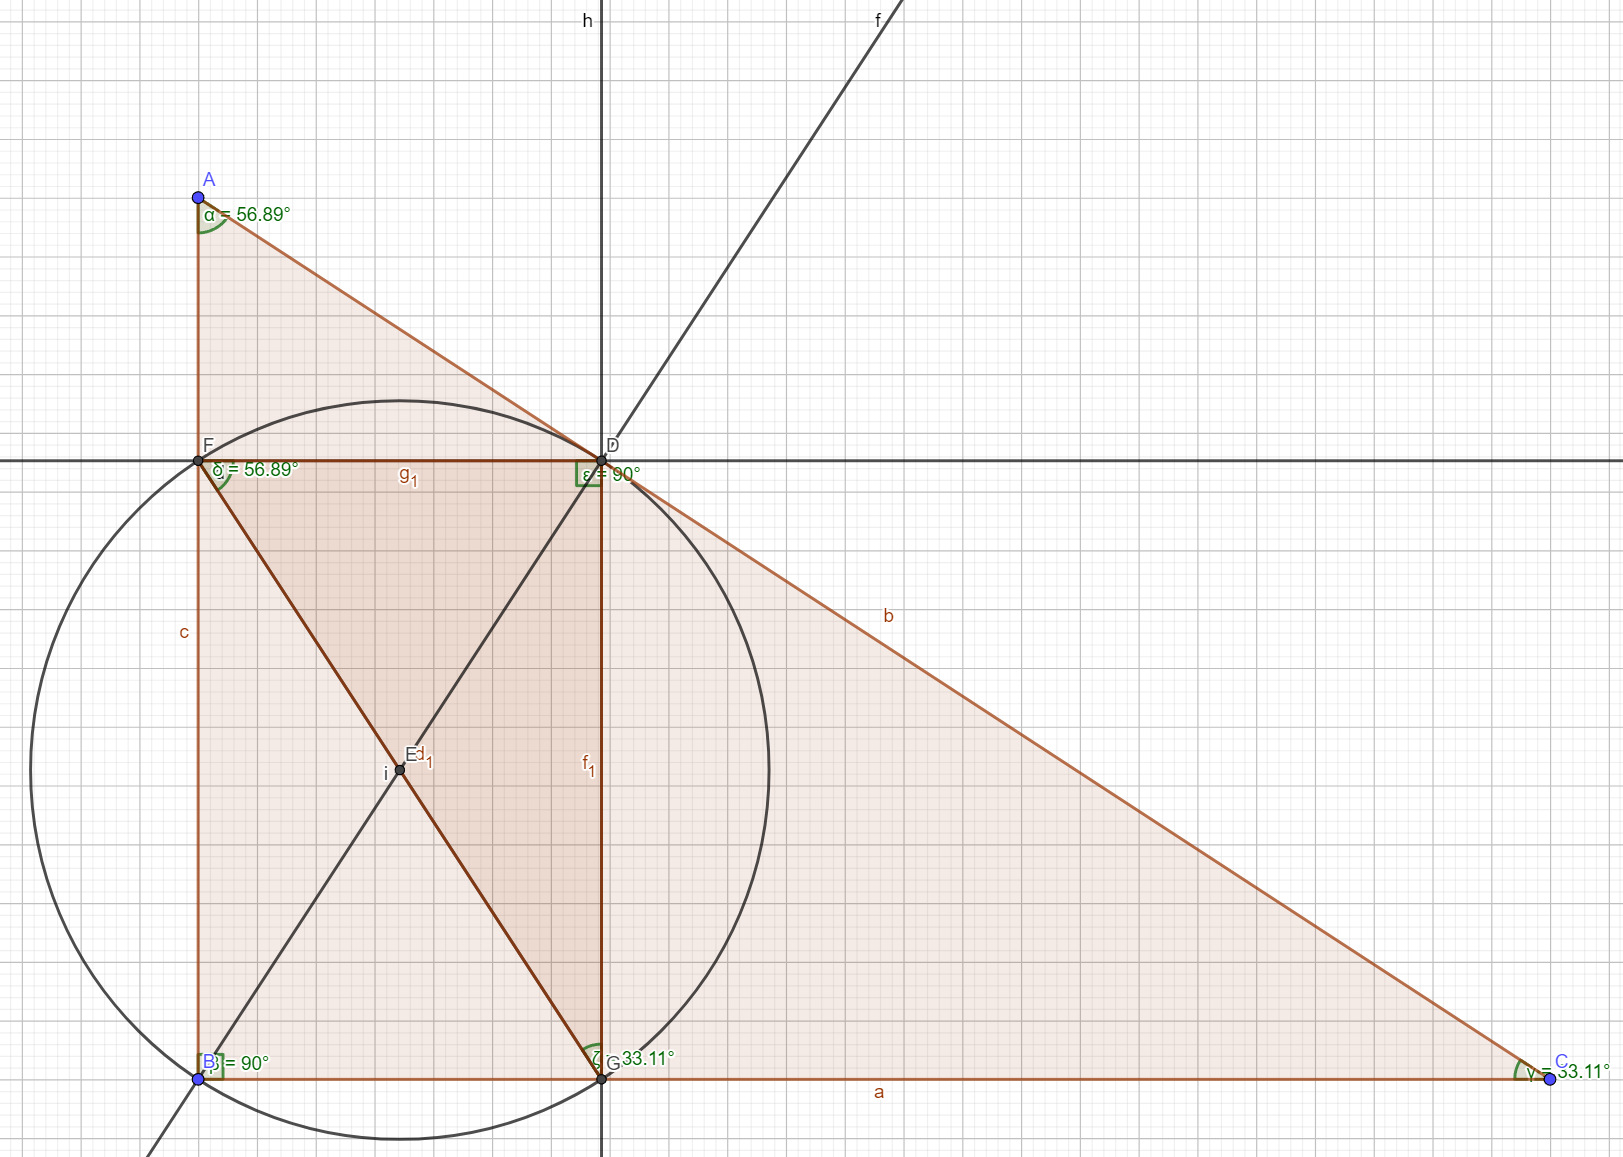 h
f
A
α = 56.89°
F
D
δ = 56.89°
g₁
ε = 90°
b
c
E
d₁
i
f₁
B
β = 90°
G
ζ = 33.11°
C
γ = 33.11°
a